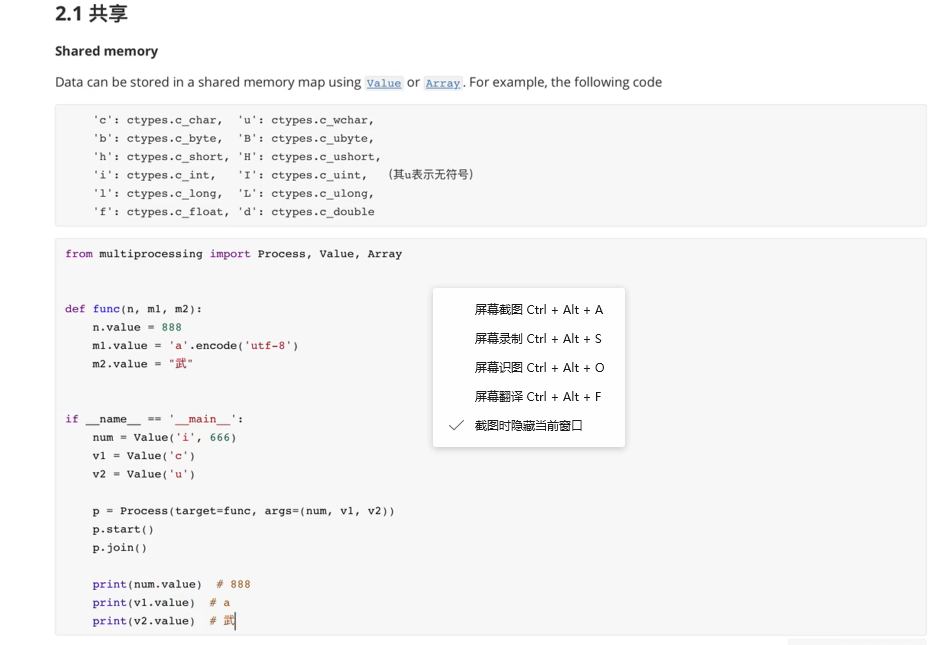 2.1 共享
Shared memory
Data can be stored in a shared memory map using Value or Array. For example, the following code
'c': ctypes.c_char,  'u': ctypes.c_wchar,
'b': ctypes.c_byte,  'B': ctypes.c_ubyte,
'h': ctypes.c_short, 'H': ctypes.c_ushort,
'i': ctypes.c_int,   'I': ctypes.c_uint,  （其u表示无符号）
'l': ctypes.c_long,  'L': ctypes.c_ulong,
'f': ctypes.c_float, 'd': ctypes.c_double
from multiprocessing import Process, Value, Array
def func(n, m1, m2):
    n.value = 888
    m1.value = 'a'.encode('utf-8')
    m2.value = "武"
if __name__ == '__main__':
    num = Value('i', 666)
    v1 = Value('c')
    v2 = Value('u')
    p = Process(target=func, args=(num, v1, v2))
    p.start()
    p.join()
    print(num.value)  # 888
    print(v1.value)  # a
    print(v2.value)  # 武
屏幕截图 Ctrl + Alt + A
屏幕录制 Ctrl + Alt + S
屏幕识图 Ctrl + Alt + O
屏幕翻译 Ctrl + Alt + F
截图时隐藏当前窗口